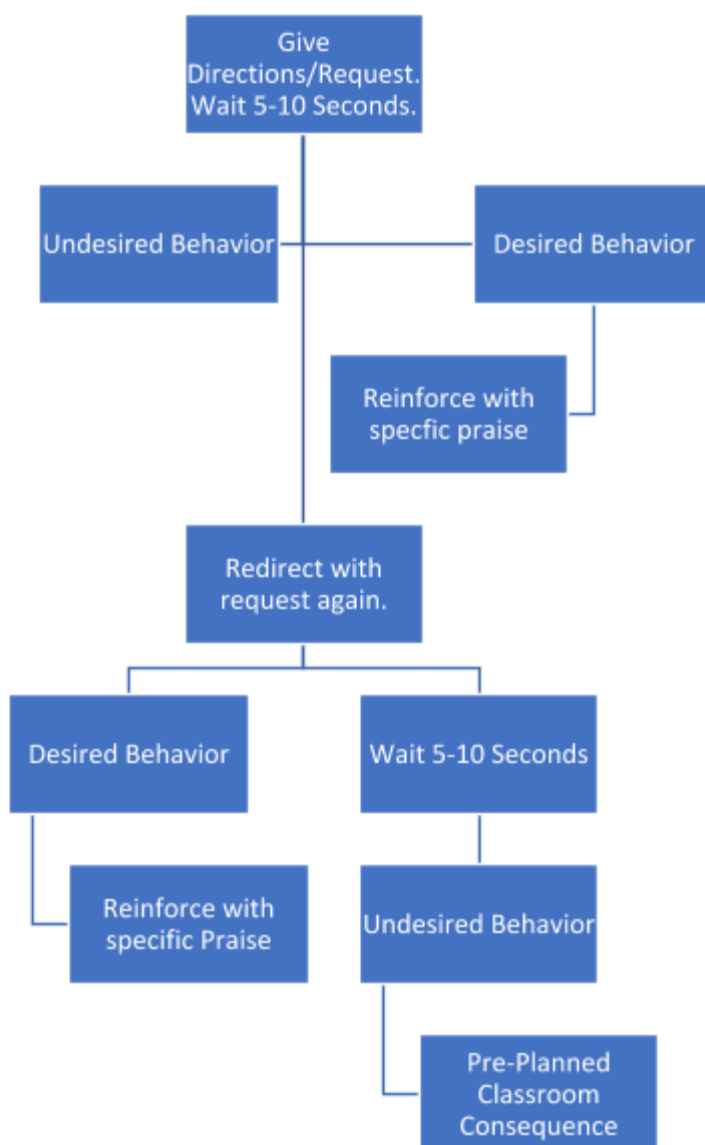 Give
Directions/Request.
Wait 5-10 Seconds.
Undesired Behavior
Desired Behavior
Reinforce with
specfic praise
Redirect with
request again.
Desired Behavior
Wait 5-10 Seconds
Reinforce with
specific Praise
Undesired Behavior
Pre-Planned
Classroom
Consequence